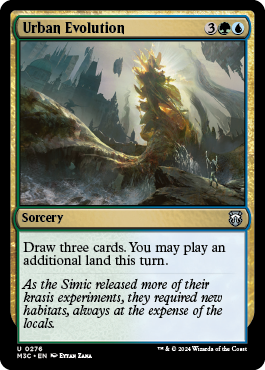 Urban Evolution 3
Sorcery
Draw three cards. You may play an
additional land this turn.
As the Simic released more of their
krasis experiments, they required new
habitats, always at the expense of the
locals.
U 0276
M3C • EN Eytan Zana
™ & © 2024 Wizards of the Coast